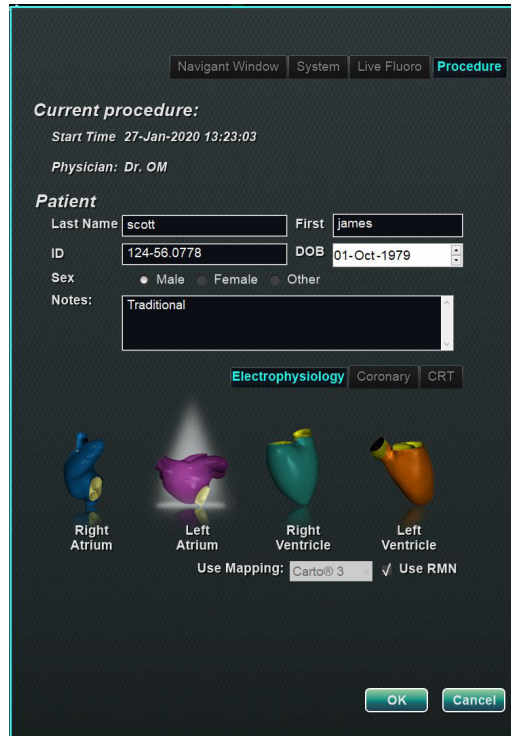 Navigant Window System Live Fluoro Procedure
Current procedure:
Start Time 27-Jan-2020 13:23:03
Physician: Dr. OM
Patient
Last Name scott First james
ID 124-56.0778 DOB 01-Oct-1979
Sex Male Female Other
Notes: Traditional
Electrophysiology Coronary CRT
Right Atrium Left Atrium Right Ventricle Left Ventricle
Use Mapping: Carto® 3 Use RMN
OK Cancel